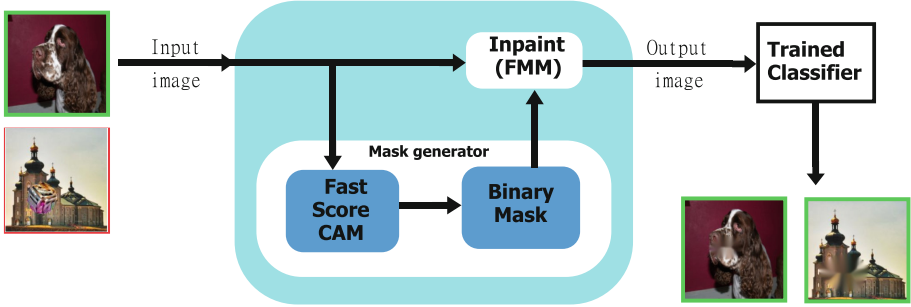 Input
image
Inpaint
(FMM)
Output
image
Trained
Classifier
Mask generator
Fast
Score
CAM
Binary
Mask